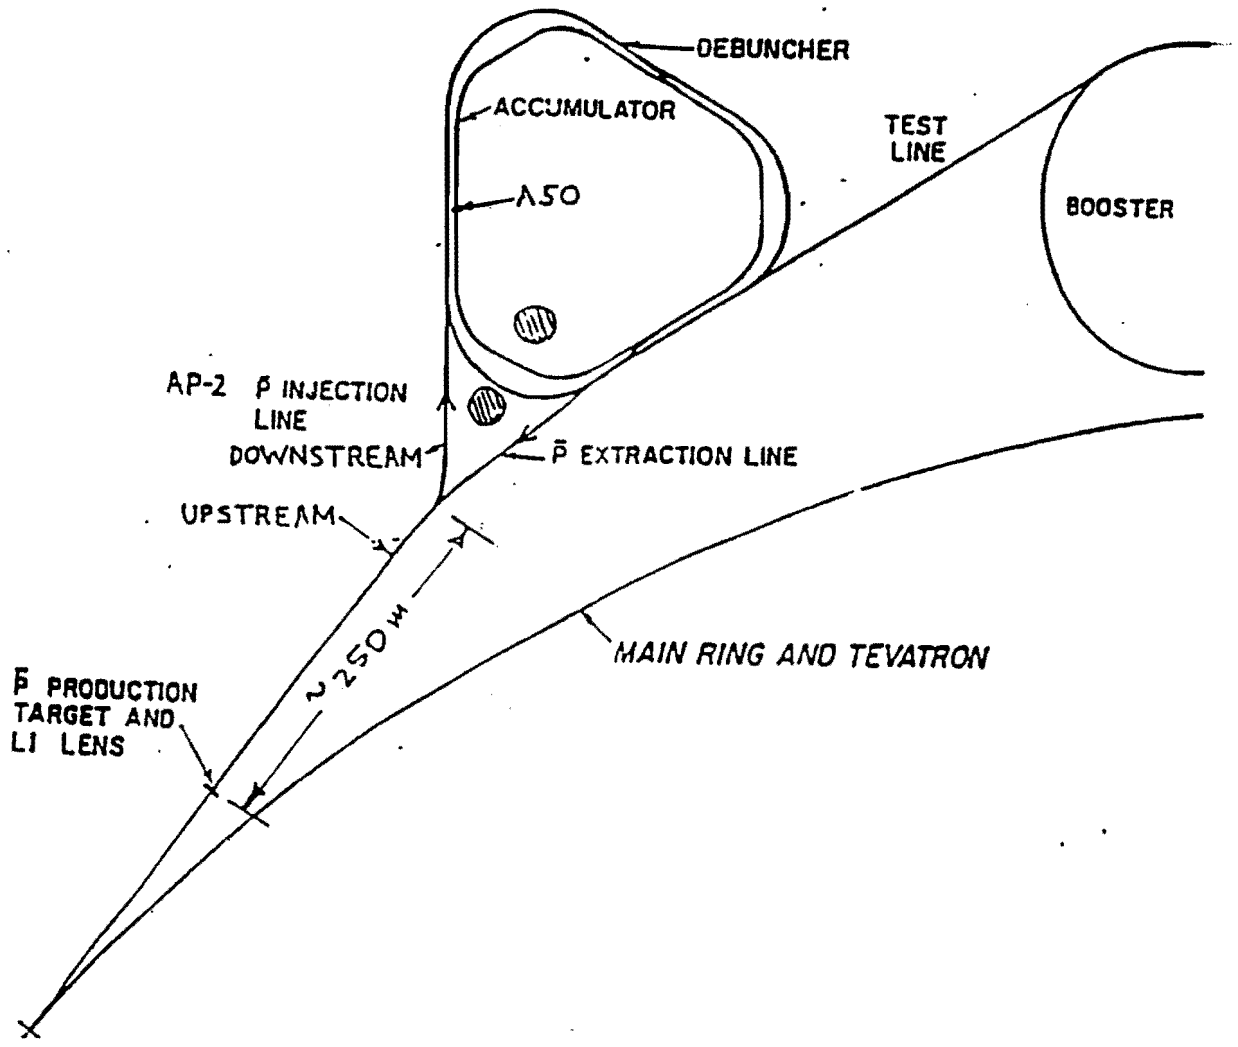 DEBUNCHER
ACCUMULATOR
A50
TEST
LINE
BOOSTER
AP-2 P̄ INJECTION
LINE
DOWNSTREAM
P̄ EXTRACTION LINE
UPSTREAM
~ 250 m
MAIN RING AND TEVATRON
P̄ PRODUCTION
TARGET AND
LI LENS